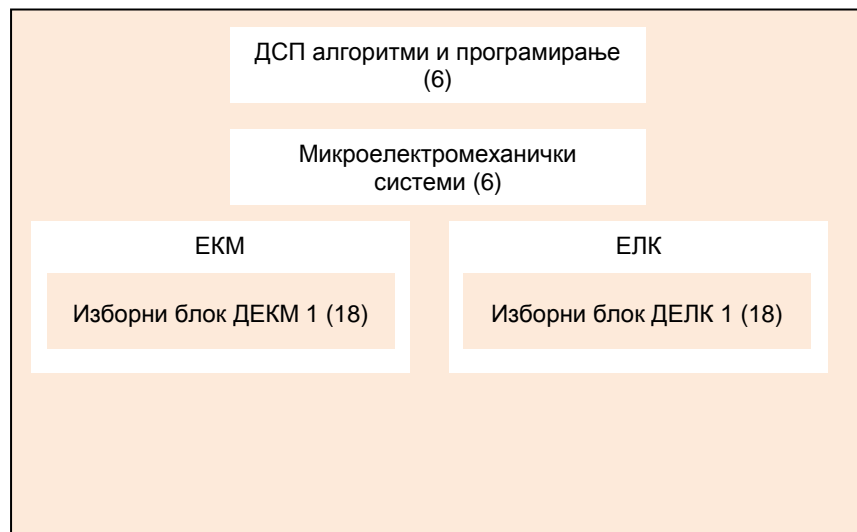 ДСП алгоритми и програмирање
(6)
Микроелектромеханички
системи (6)
ЕКМ
Изборни блок ДЕКМ 1 (18)
ЕЛК
Изборни блок ДЕЛК 1 (18)